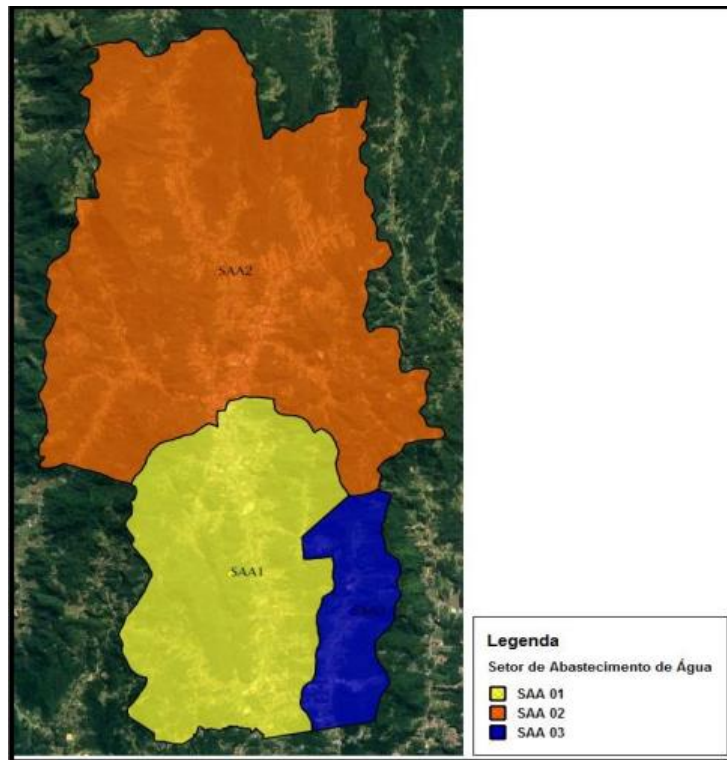 SAA2
SAA1
Legenda
Setor de Abastecimento de Água
SAA 01
SAA 02
SAA 03